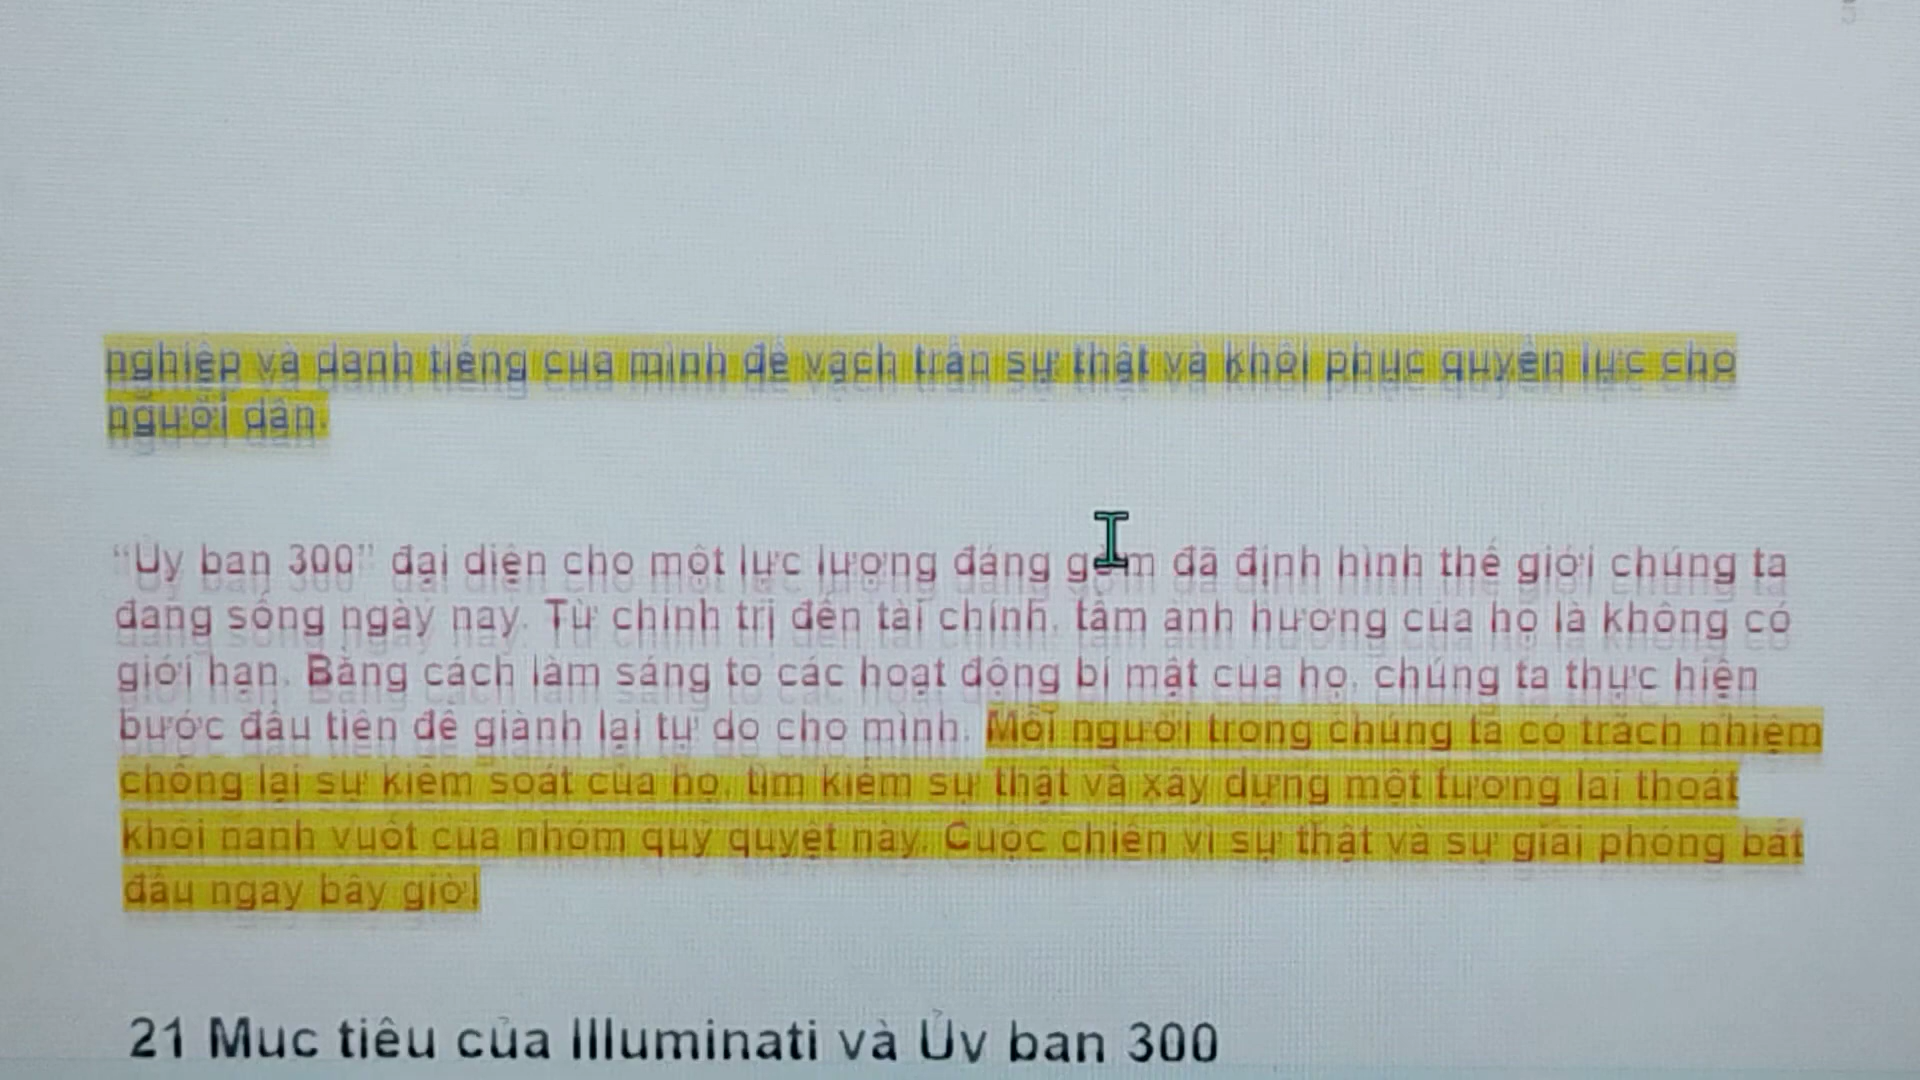 nghiệp và danh tiếng của mình để vạch trần sự thật và khôi phục quyền lực cho
người dân.
“Ủy ban 300” đại diện cho một lực lượng đáng gờm đã định hình thế giới chúng ta
đang sống ngày nay. Từ chính trị đến tài chính, tầm ảnh hưởng của họ là không có
giới hạn. Bằng cách làm sáng tỏ các hoạt động bí mật của họ, chúng ta thực hiện
bước đầu tiên để giành lại tự do cho mình. Mỗi người trong chúng ta có trách nhiệm
chống lại sự kiểm soát của họ, tìm kiếm sự thật và xây dựng một tương lai thoát
khỏi nanh vuốt của nhóm quỷ quyệt này. Cuộc chiến vì sự thật và sự giải phóng bắt
đầu ngay bây giờ!
21 Mục tiêu của Illuminati và Ủy ban 300